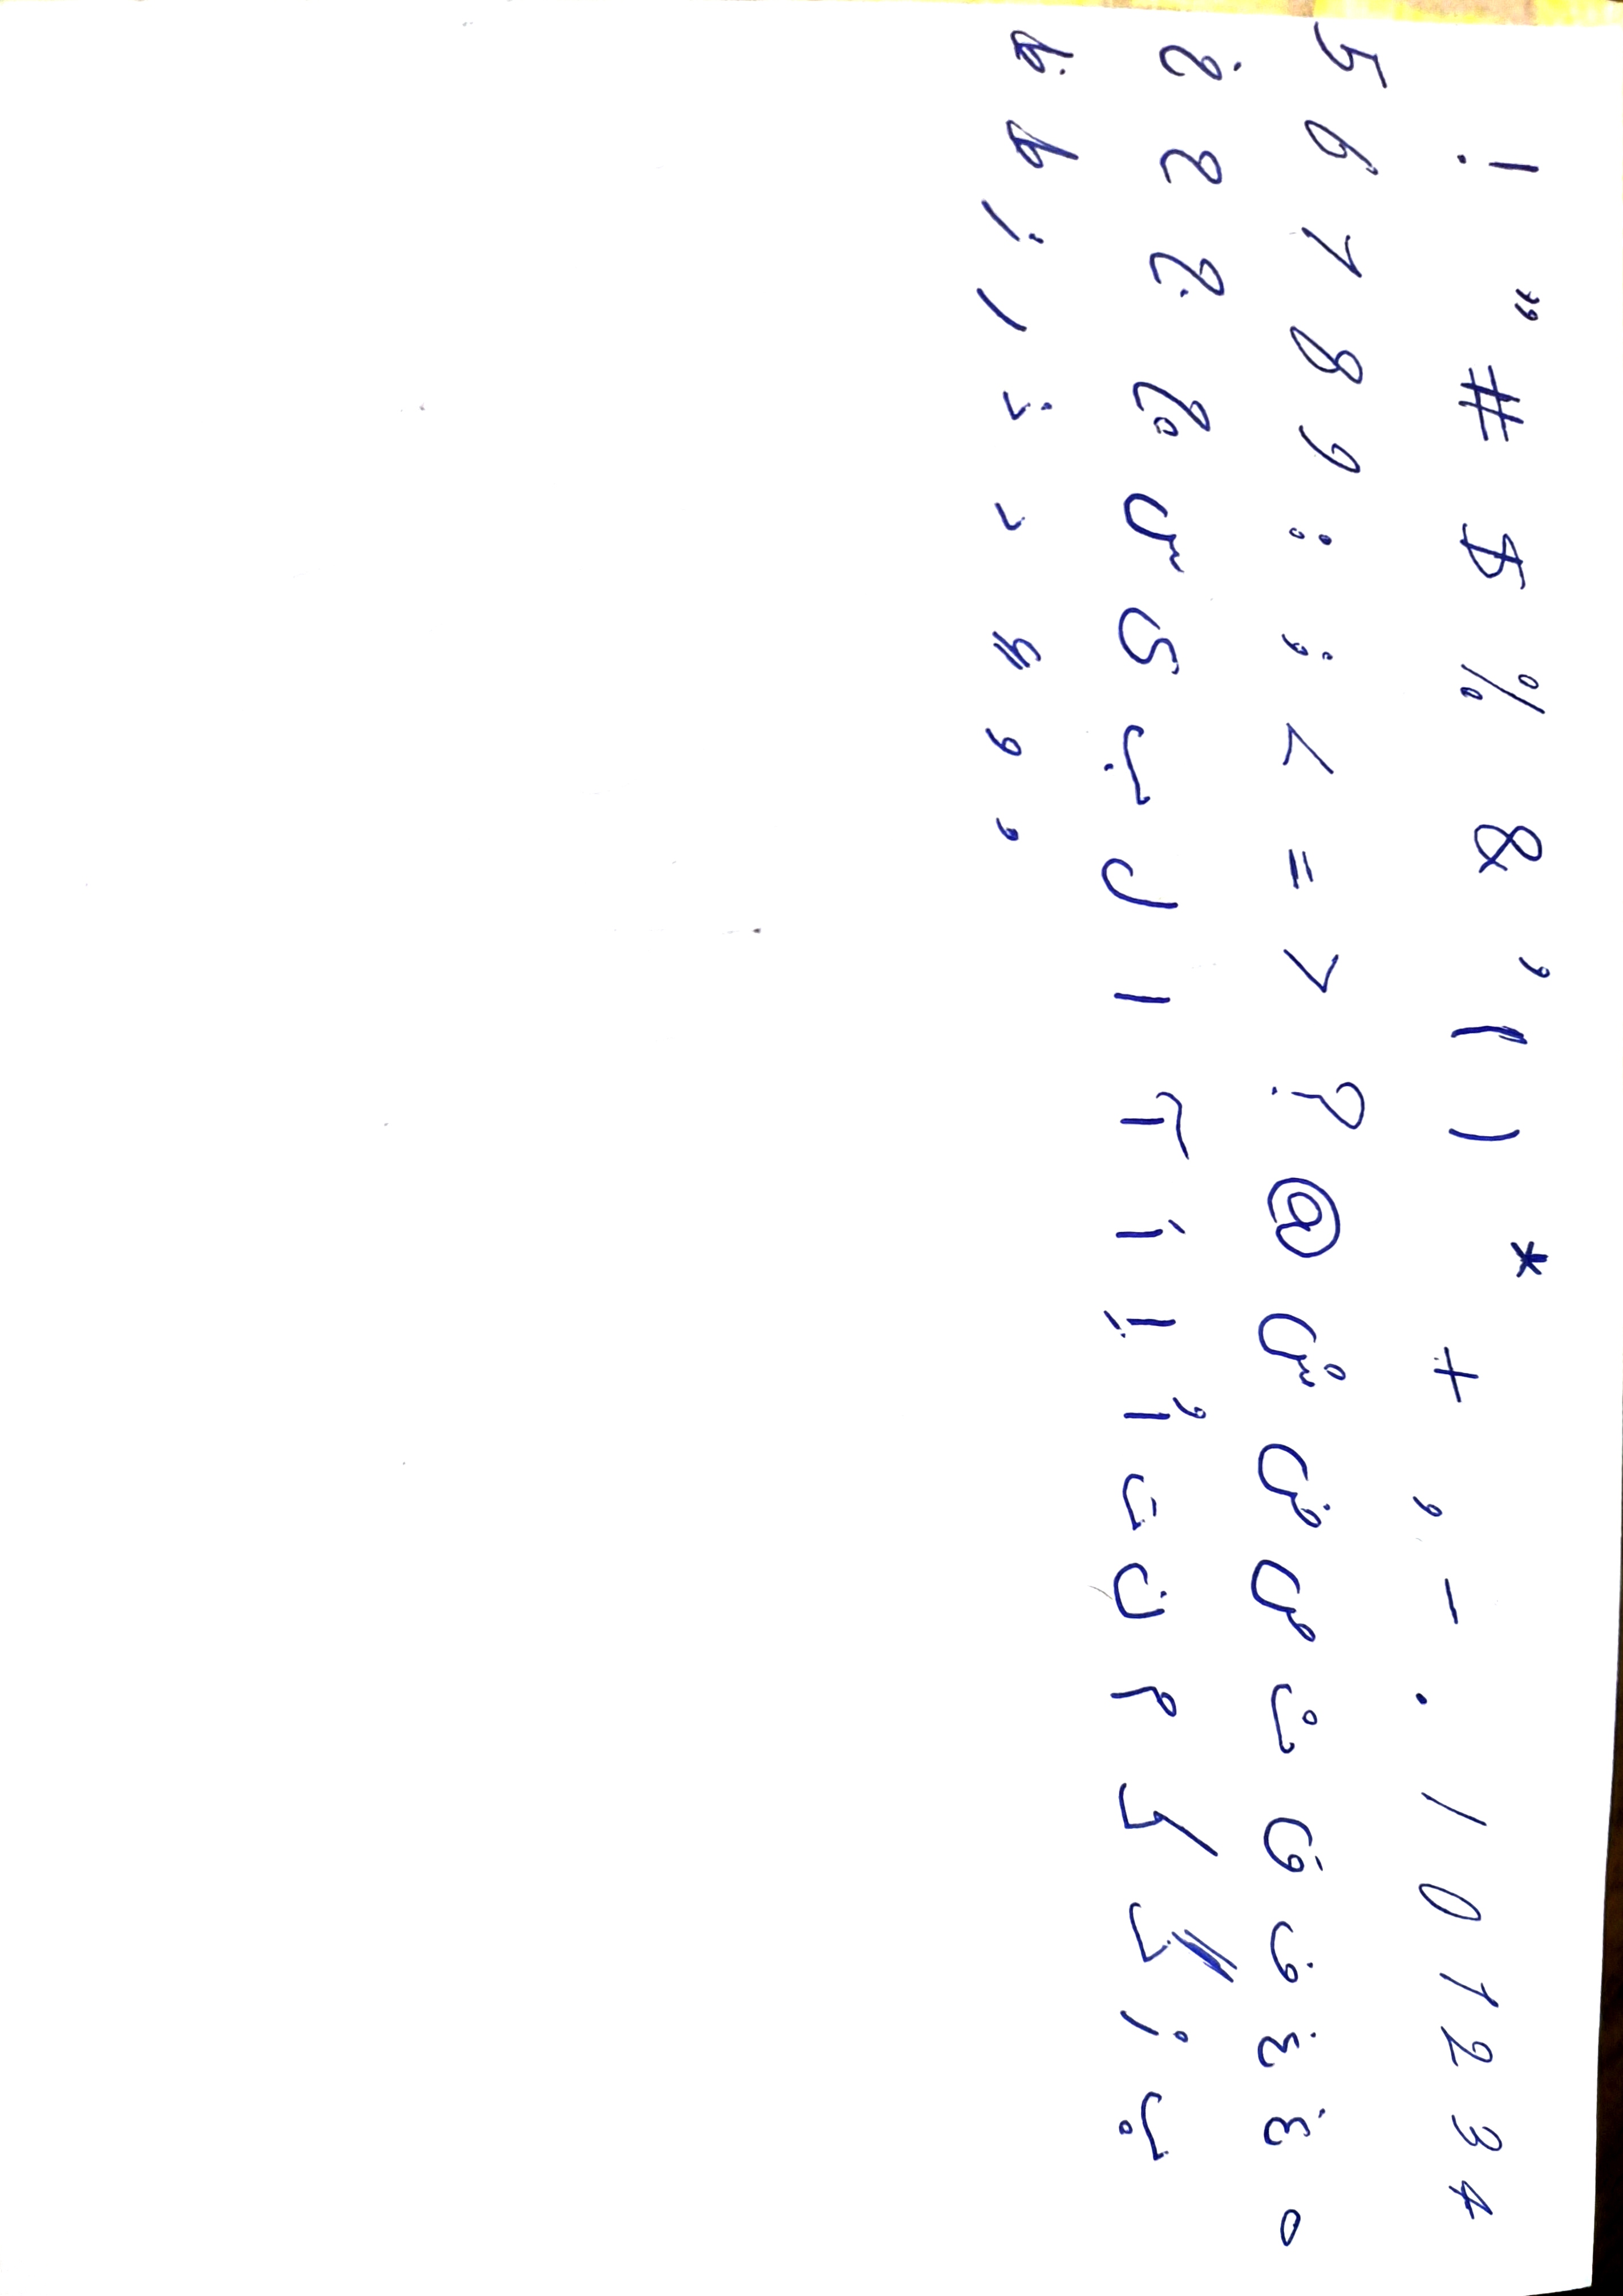 ! " # $ % & ' ( ) * + , - . / 0 1 2 3 4
5 6 7 8 9 : ; < = > ? @ ش ض ص ث ق ف غ ع ه
خ ح ج چ س ی ب ل ا آ أ إ أ ت ن م ک گ ژ پ
ظ ط ز ر ذ د و ,